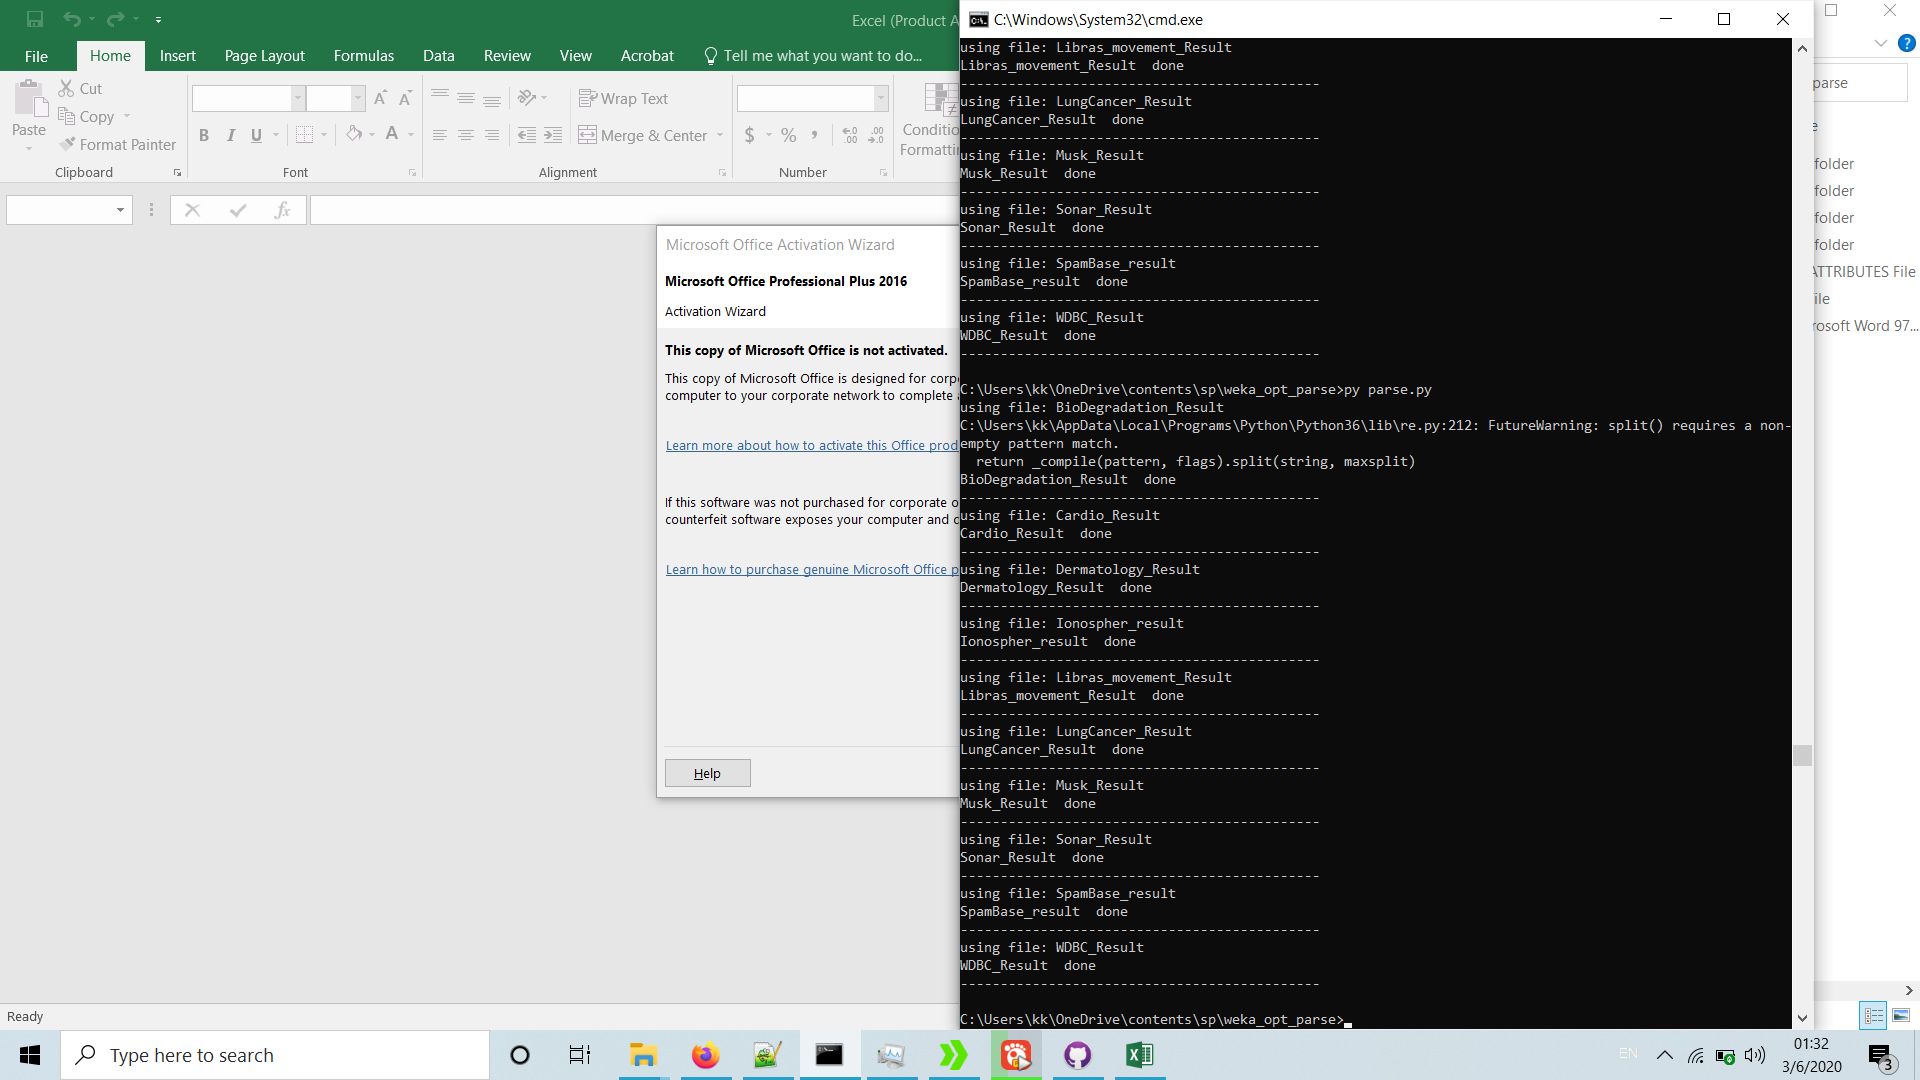 Excel (Product A
File
Home
Insert
Page Layout
Formulas
Data
Review
View
Acrobat
Tell me what you want to do...
Paste
Cut
Copy
Format Painter
Clipboard
B I U
A
Font
Wrap Text
Merge & Center
Alignment
$ % ,
Number
Conditio
Formattin
fx
Microsoft Office Activation Wizard
Microsoft Office Professional Plus 2016
Activation Wizard
This copy of Microsoft Office is not activated.
This copy of Microsoft Office is designed for corp
computer to your corporate network to complete
Learn more about how to activate this Office prod
If this software was not purchased for corporate o
counterfeit software exposes your computer and
Learn how to purchase genuine Microsoft Office p
Help
Ready
C:\Windows\System32\cmd.exe
using file: Libras_movement_Result
Libras_movement_Result  done
---------------------------------------------
using file: LungCancer_Result
LungCancer_Result  done
---------------------------------------------
using file: Musk_Result
Musk_Result  done
---------------------------------------------
using file: Sonar_Result
Sonar_Result  done
---------------------------------------------
using file: SpamBase_result
SpamBase_result  done
---------------------------------------------
using file: WDBC_Result
WDBC_Result  done
---------------------------------------------
C:\Users\kk\OneDrive\contents\sp\weka_opt_parse>py parse.py
using file: BioDegradation_Result
C:\Users\kk\AppData\Local\Programs\Python\Python36\lib\re.py:212: FutureWarning: split() requires a non-
empty pattern match.
  return _compile(pattern, flags).split(string, maxsplit)
BioDegradation_Result  done
---------------------------------------------
using file: Cardio_Result
Cardio_Result  done
---------------------------------------------
using file: Dermatology_Result
Dermatology_Result  done
---------------------------------------------
using file: Ionospher_result
Ionospher_result  done
---------------------------------------------
using file: Libras_movement_Result
Libras_movement_Result  done
---------------------------------------------
using file: LungCancer_Result
LungCancer_Result  done
---------------------------------------------
using file: Musk_Result
Musk_Result  done
---------------------------------------------
using file: Sonar_Result
Sonar_Result  done
---------------------------------------------
using file: SpamBase_result
SpamBase_result  done
---------------------------------------------
using file: WDBC_Result
WDBC_Result  done
---------------------------------------------
C:\Users\kk\OneDrive\contents\sp\weka_opt_parse>
parse
e
folder
folder
folder
folder
ATTRIBUTES File
ile
rosoft Word 97...
Type here to search
EN
01:32
3/6/2020
3